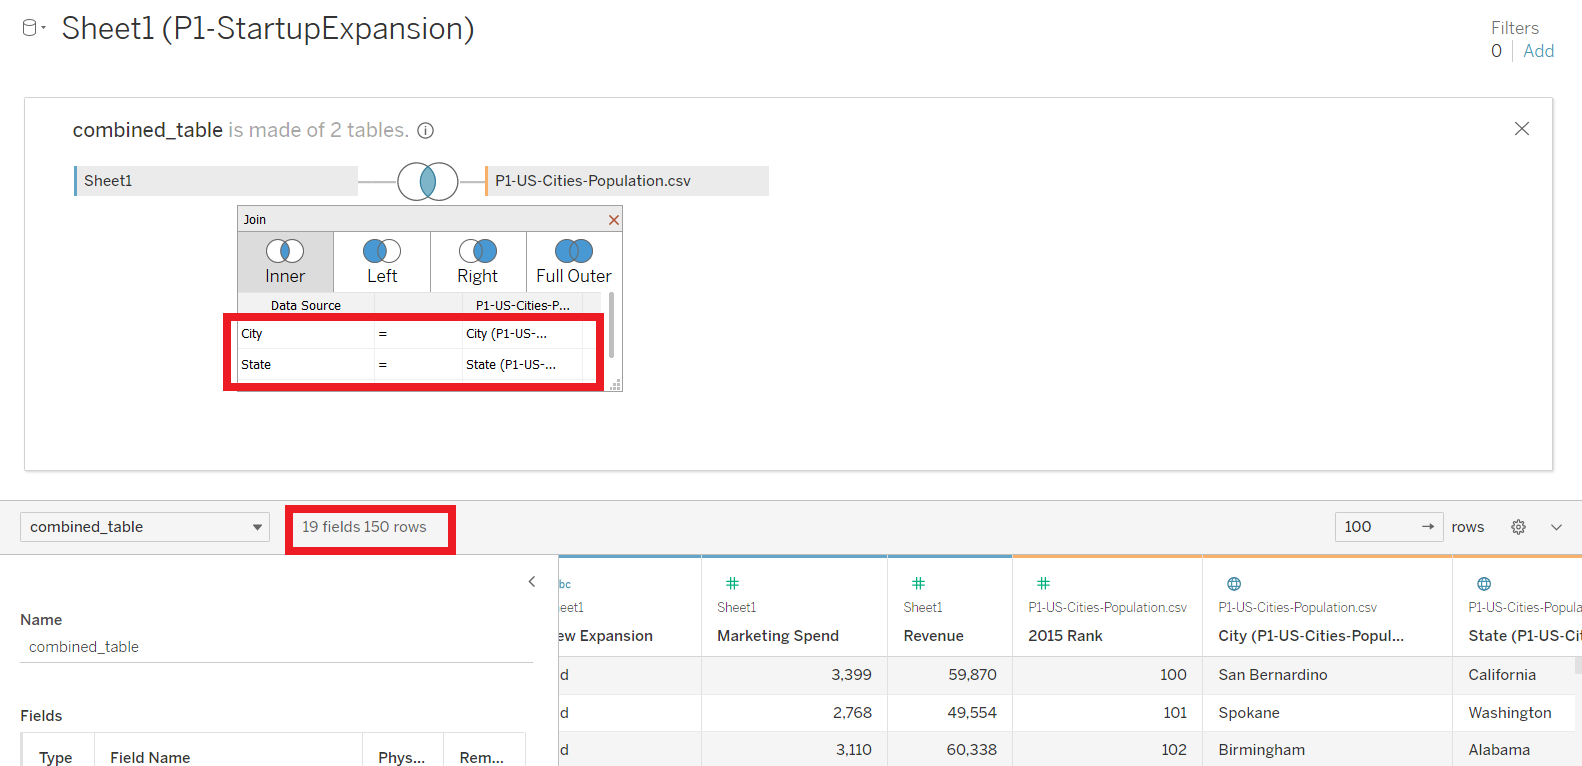 Sheet1 (P1-StartupExpansion)
Filters
0 Add
combined_table is made of 2 tables.
Sheet1
P1-US-Cities-Population.csv
Join
Inner Left Right Full Outer
Data Source P1-US-Cities-P...
City = City (P1-US-...
State = State (P1-US-...
combined_table
19 fields 150 rows
100 → rows
Name
combined_table
Fields
Type Field Name Phys... Rem...
bc # # #
eet1 Sheet1 Sheet1 P1-US-Cities-Population.csv P1-US-Cities-Population.csv P1-US-Cities-Popula
ew Expansion Marketing Spend Revenue 2015 Rank City (P1-US-Cities-Popul... State (P1-US-Cit
d 3,399 59,870 100 San Bernardino California
d 2,768 49,554 101 Spokane Washington
d 3,110 60,338 102 Birmingham Alabama